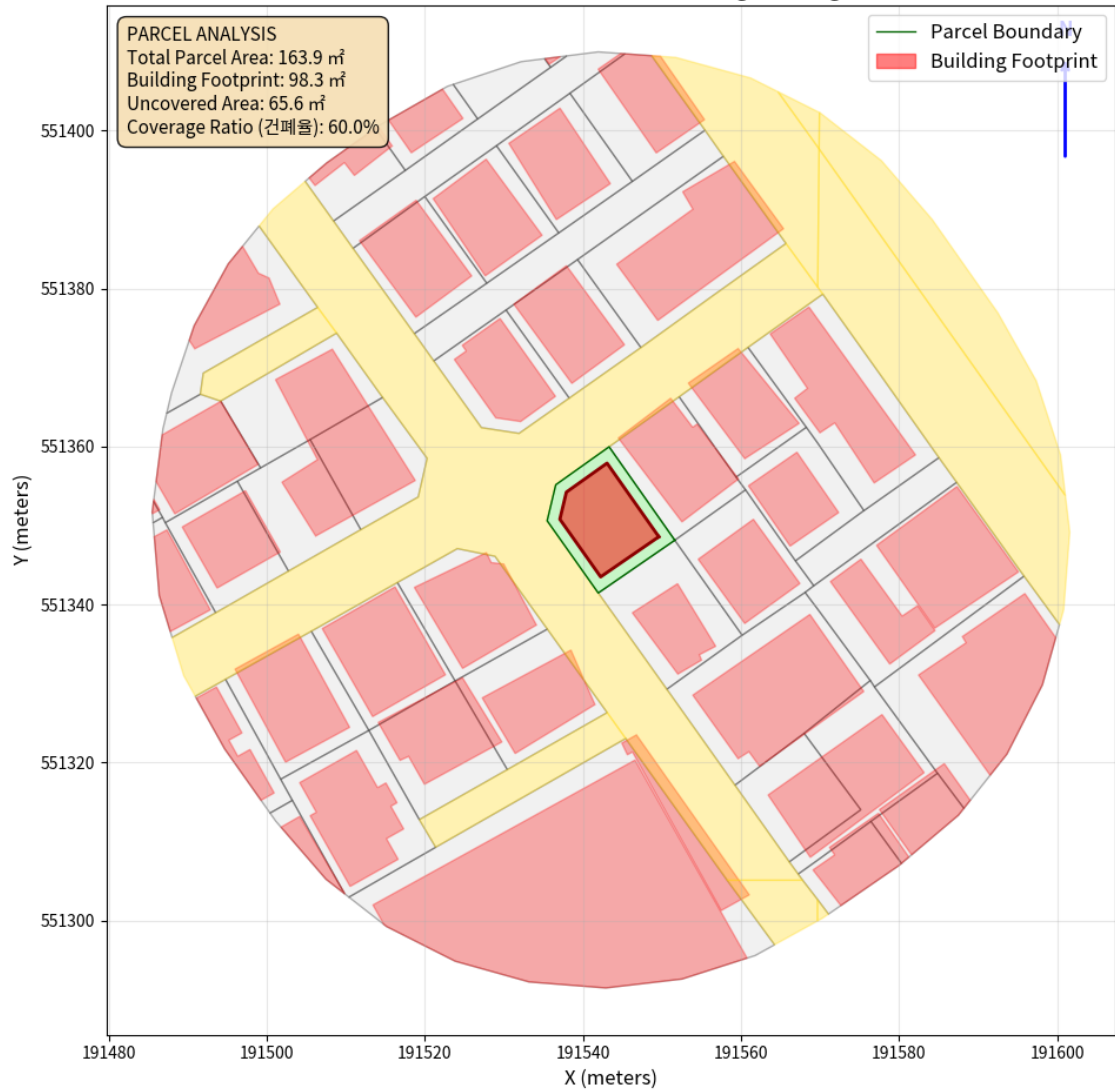 PARCEL ANALYSIS
Total Parcel Area: 163.9 ㎡
Building Footprint: 98.3 ㎡
Uncovered Area: 65.6 ㎡
Coverage Ratio (건폐율): 60.0%
Parcel Boundary
Building Footprint
N
551400
551380
551360
551340
551320
551300
Y (meters)
191480
191500
191520
191540
191560
191580
191600
X (meters)